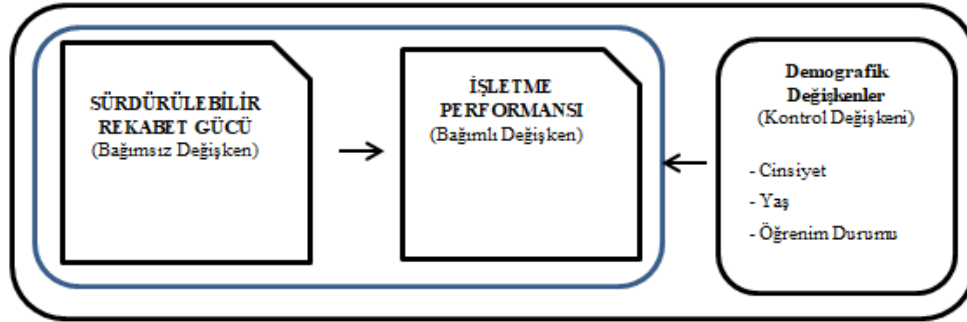 SÜRDÜRÜLEBİLİR
REKABET GÜCÜ
(Bağımsız Değişken)
İŞLETME
PERFORMANSI
(Bağımlı Değişken)
Demografik
Değişkenler
(Kontrol Değişkeni)
- Cinsiyet
- Yaş
- Öğrenim Durumu